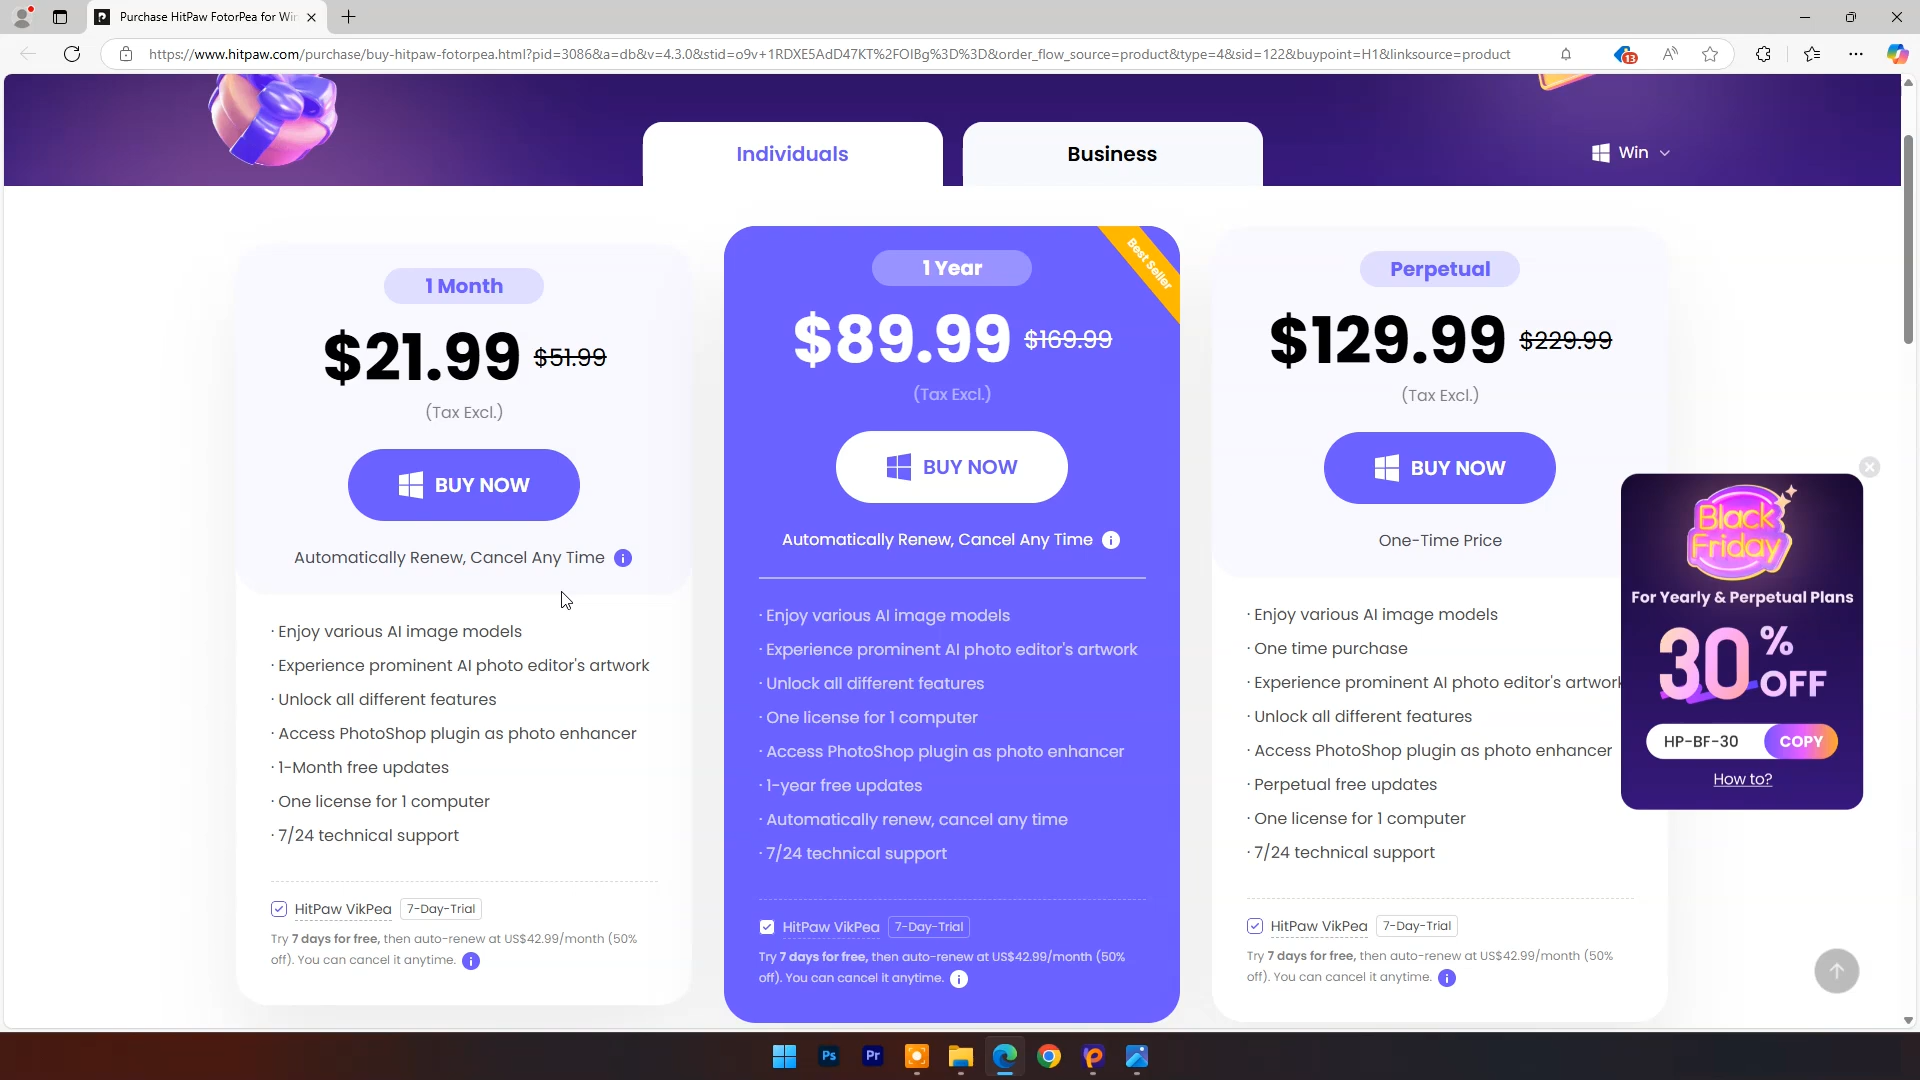 Purchase HitPaw FotorPea for Win
https://www.hitpaw.com/purchase/buy-hitpaw-fotorpea.html?pid=3086&a=db&v=4.3.0&stid=o9v+1RDXE5AdD47KT%2FOIBg%3D%3D&order_flow_source=product&type=4&sid=122&buypoint=H1&linksource=product
13
Individuals
Business
Win
1 Month
$21.99 $51.99
(Tax Excl.)
BUY NOW
Automatically Renew, Cancel Any Time
· Enjoy various AI image models
· Experience prominent AI photo editor's artwork
· Unlock all different features
· Access PhotoShop plugin as photo enhancer
· 1-Month free updates
· One license for 1 computer
· 7/24 technical support
HitPaw VikPea 7-Day-Trial
Try 7 days for free, then auto-renew at US$42.99/month (50%
off). You can cancel it anytime.
Best Seller
1 Year
$89.99 $169.99
(Tax Excl.)
BUY NOW
Automatically Renew, Cancel Any Time
· Enjoy various AI image models
· Experience prominent AI photo editor's artwork
· Unlock all different features
· One license for 1 computer
· Access PhotoShop plugin as photo enhancer
· 1-year free updates
· Automatically renew, cancel any time
· 7/24 technical support
HitPaw VikPea 7-Day-Trial
Try 7 days for free, then auto-renew at US$42.99/month (50%
off). You can cancel it anytime.
Perpetual
$129.99 $229.99
(Tax Excl.)
BUY NOW
One-Time Price
· Enjoy various AI image models
· One time purchase
· Experience prominent AI photo editor's artwork
· Unlock all different features
· Access PhotoShop plugin as photo enhancer
· Perpetual free updates
· One license for 1 computer
· 7/24 technical support
HitPaw VikPea 7-Day-Trial
Try 7 days for free, then auto-renew at US$42.99/month (50%
off). You can cancel it anytime.
Black
Friday
For Yearly & Perpetual Plans
30% OFF
HP-BF-30 COPY
How to?
Ps
Pr